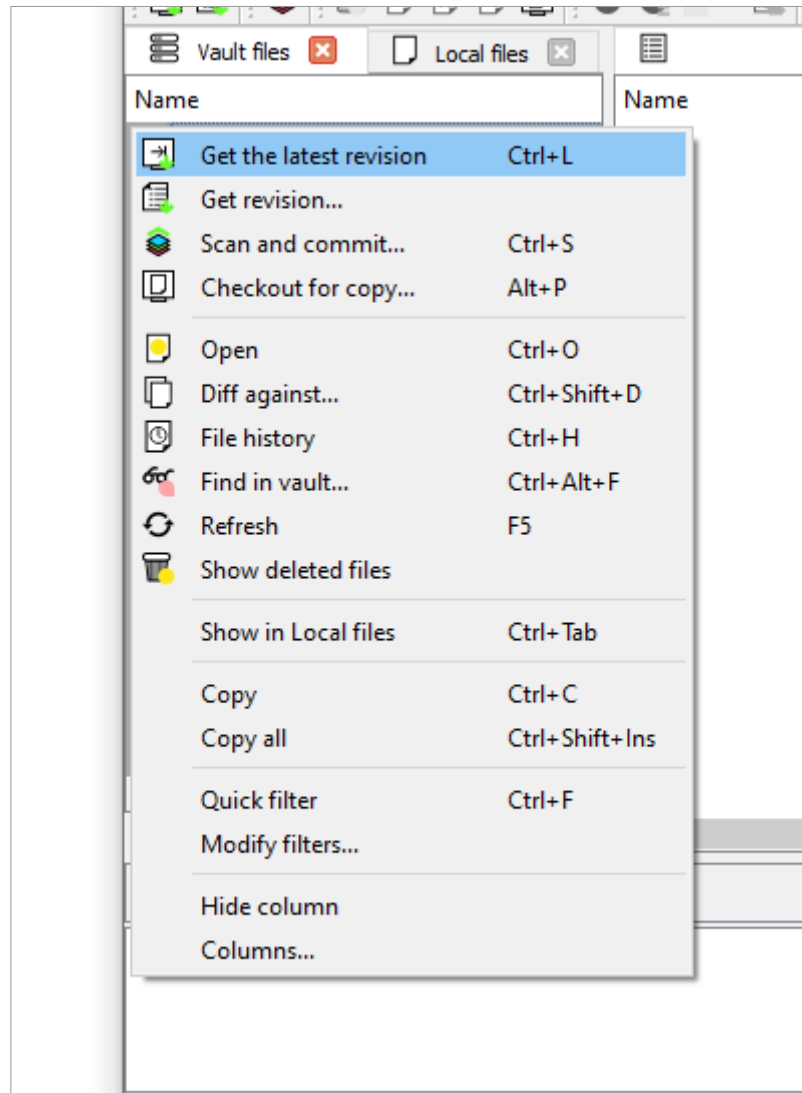 Vault files Local files
Name Name
Get the latest revision Ctrl+L
Get revision...
Scan and commit... Ctrl+S
Checkout for copy... Alt+P
Open Ctrl+O
Diff against... Ctrl+Shift+D
File history Ctrl+H
Find in vault... Ctrl+Alt+F
Refresh F5
Show deleted files
Show in Local files Ctrl+Tab
Copy Ctrl+C
Copy all Ctrl+Shift+Ins
Quick filter Ctrl+F
Modify filters...
Hide column
Columns...